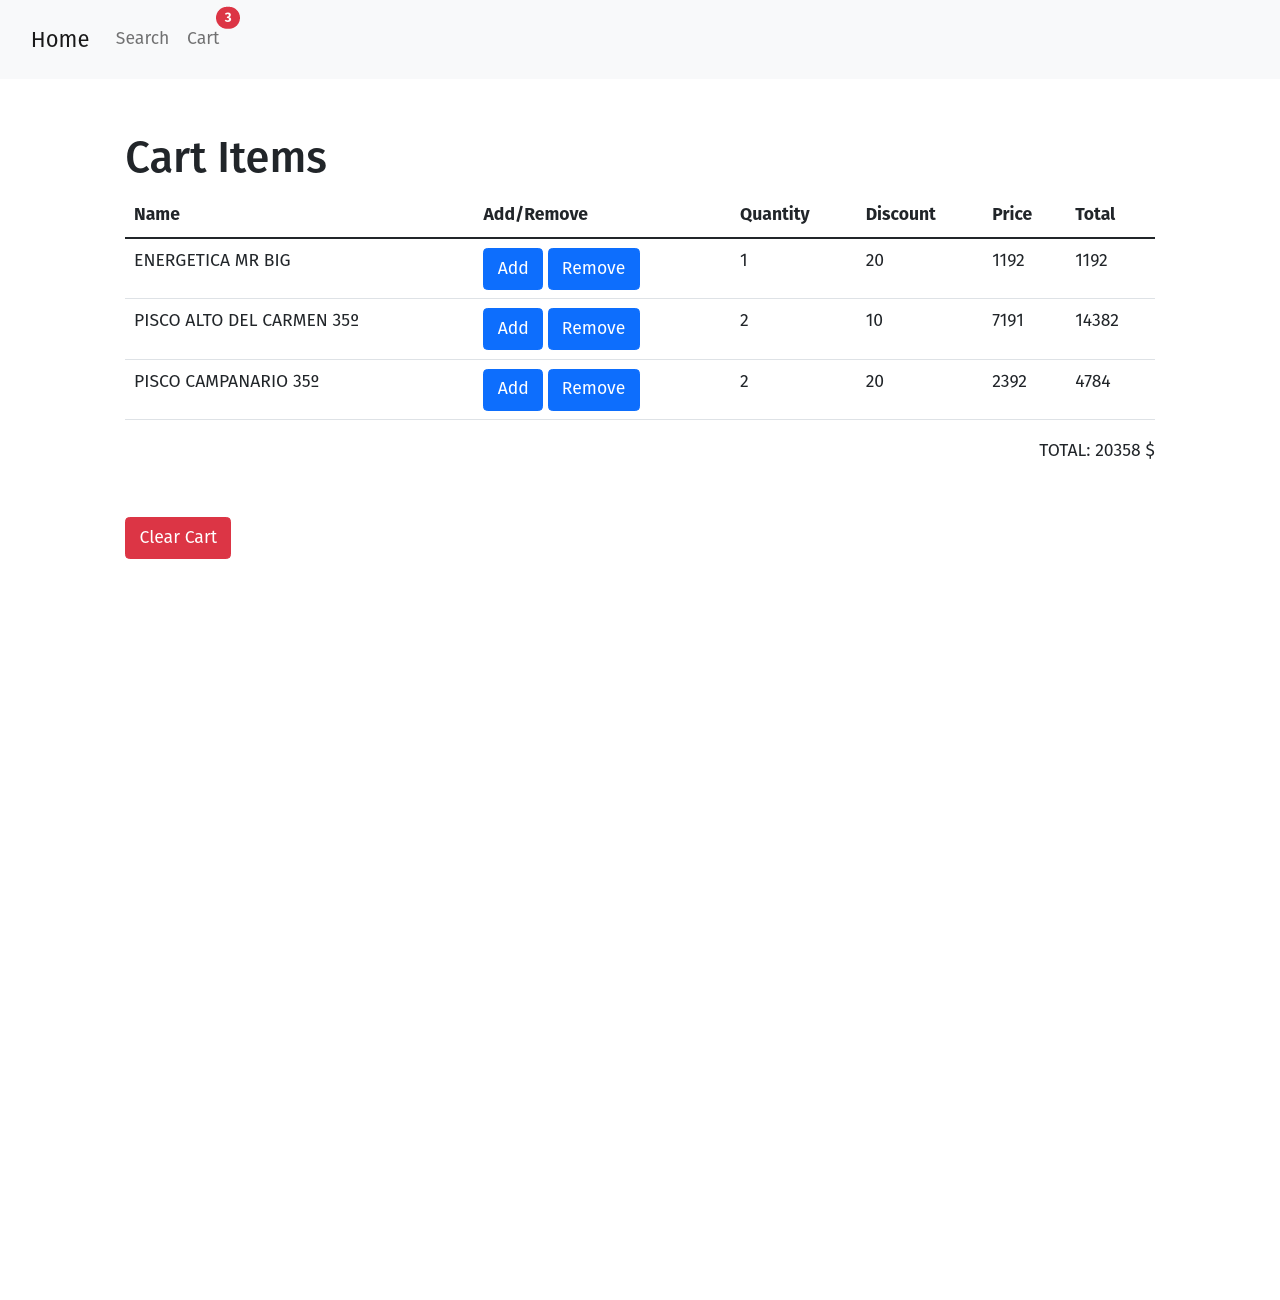 Home Search Cart 3
Cart Items
Name Add/Remove Quantity Discount Price Total
ENERGETICA MR BIG Add Remove 1 20 1192 1192
PISCO ALTO DEL CARMEN 35º Add Remove 2 10 7191 14382
PISCO CAMPANARIO 35º Add Remove 2 20 2392 4784
TOTAL: 20358 $
Clear Cart